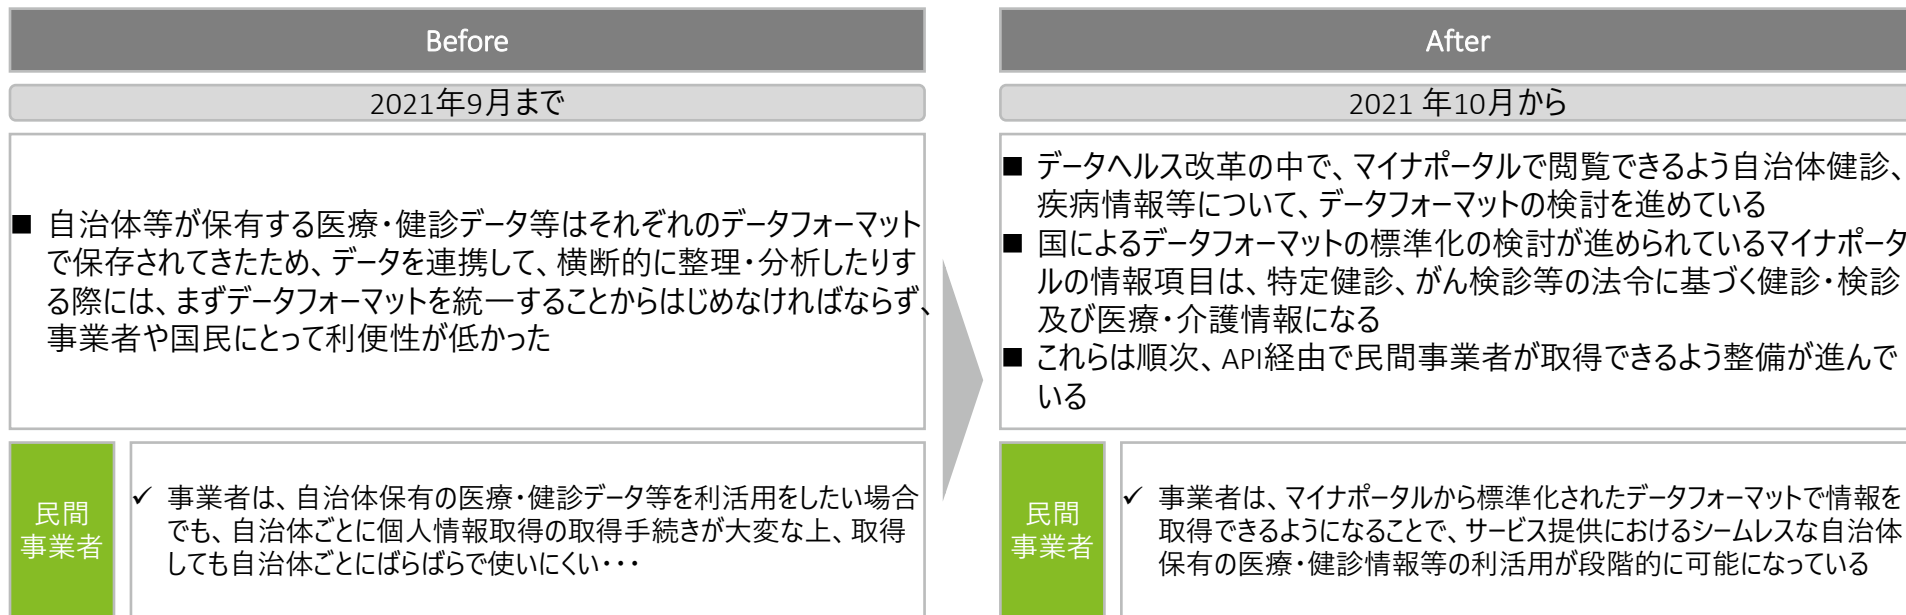 Before
2021年9月まで
■ 自治体等が保有する医療・健診データ等はそれぞれのデータフォーマット
で保存されてきたため、データを連携して、横断的に整理・分析したりす
る際には、まずデータフォーマットを統一することからはじめなければならず、
事業者や国民にとって利便性が低かった
民間
事業者
✓ 事業者は、自治体保有の医療・健診データ等を利活用をしたい場合
でも、自治体ごとに個人情報取得の取得手続きが大変な上、取得
しても自治体ごとにばらばらで使いにくい・・・
After
2021 年10月から
■ データヘルス改革の中で、マイナポータルで閲覧できるよう自治体健診、
疾病情報等について、データフォーマットの検討を進めている
■ 国によるデータフォーマットの標準化の検討が進められているマイナポータ
ルの情報項目は、特定健診、がん検診等の法令に基づく健診・検診
及び医療・介護情報になる
■ これらは順次、API経由で民間事業者が取得できるよう整備が進んで
いる
民間
事業者
✓ 事業者は、マイナポータルから標準化されたデータフォーマットで情報を
取得できるようになることで、サービス提供におけるシームレスな自治体
保有の医療・健診情報等の利活用が段階的に可能になっている